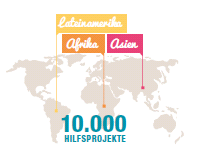 Lateinamerika
Afrika Asien
10.000
HILFSPROJEKTE